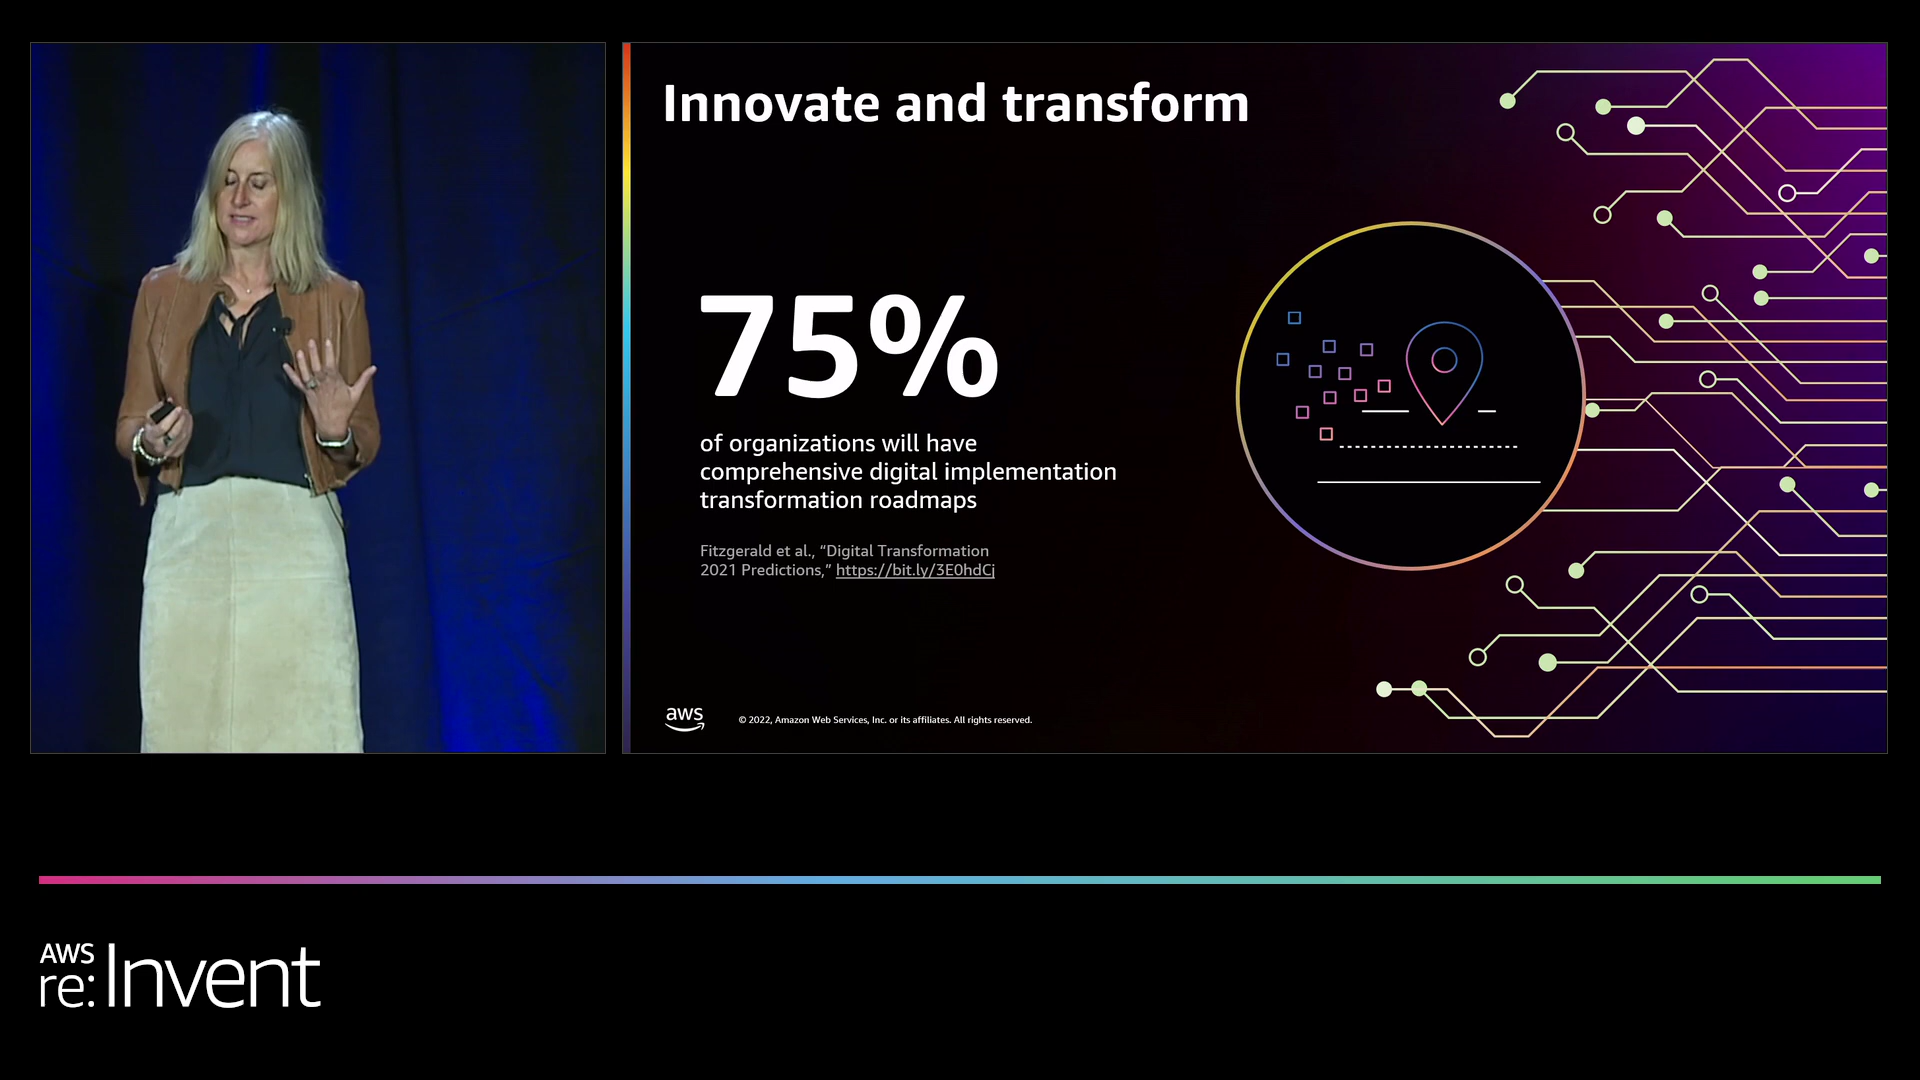 Innovate and transform
75%
of organizations will have
comprehensive digital implementation
transformation roadmaps
Fitzgerald et al., “Digital Transformation
2021 Predictions,” https://bit.ly/3E0hdCj
aws
© 2022, Amazon Web Services, Inc. or its affiliates. All rights reserved.
AWS
re:Invent